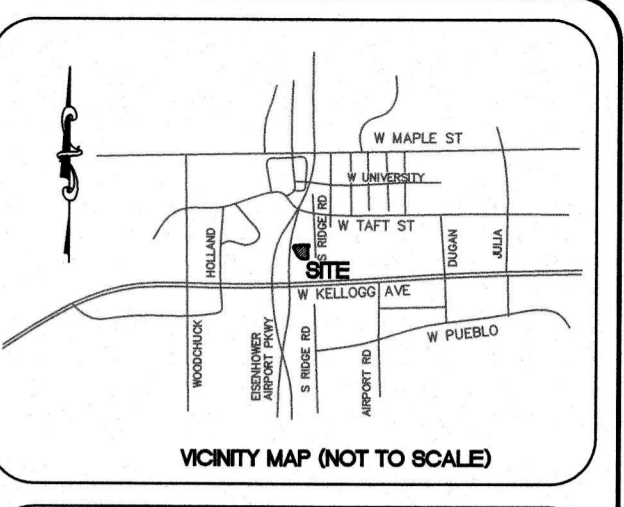 W MAPLE ST
W UNIVERSITY
S RIDGE RD
W TAFT ST
HOLLAND
DUGAN
JULIA
SITE
W KELLOGG AVE
W PUEBLO
WOODCHUCK
EISENHOWER
AIRPORT PKWY
S RIDGE RD
AIRPORT RD
VICINITY MAP (NOT TO SCALE)